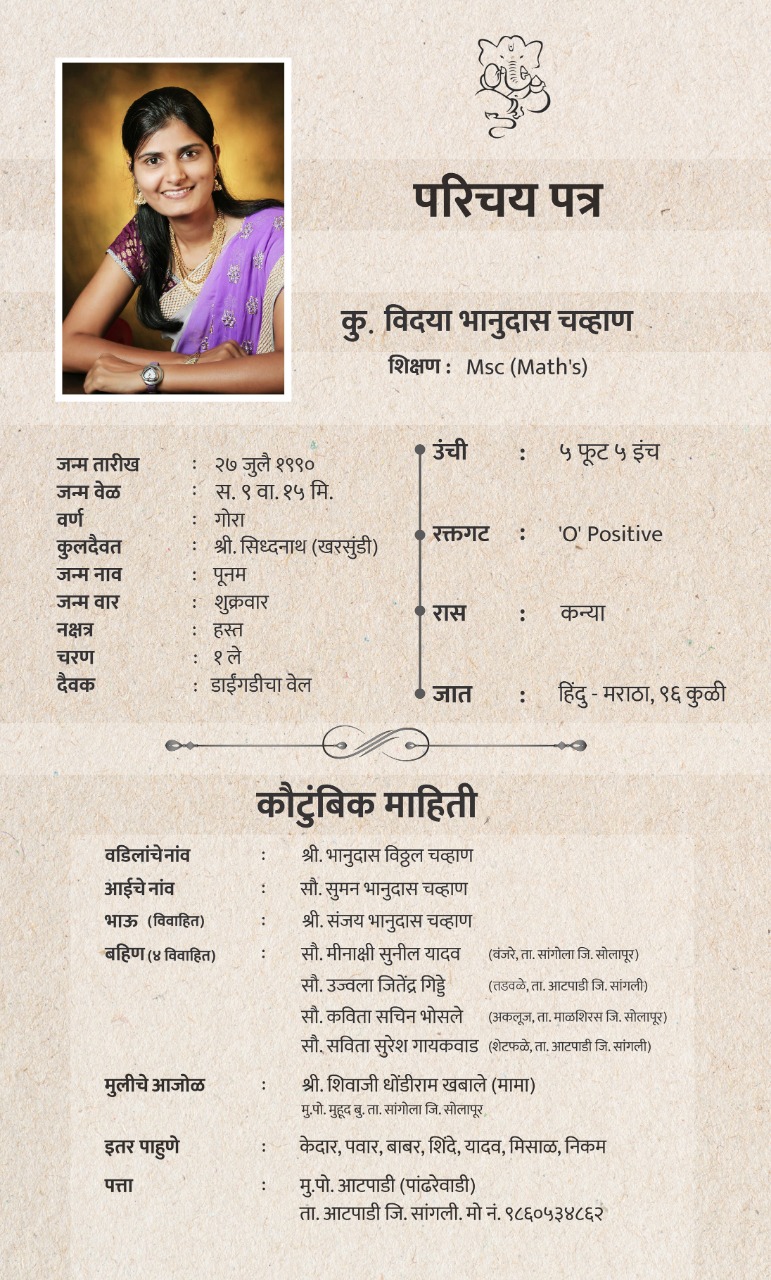 परिचय पत्र
कु. विदया भानुदास चव्हाण
शिक्षण : Msc (Math's)
जन्म तारीख : २७ जुलै १९९०
जन्म वेळ : स. ९ वा. १५ मि.
वर्ण : गोरा
कुलदैवत : श्री. सिध्दनाथ (खरसुंडी)
जन्म नाव : पूनम
जन्म वार : शुक्रवार
नक्षत्र : हस्त
चरण : १ ले
दैवक : डाईंगडीचा वेल
उंची : ५ फूट ५ इंच
रक्तगट : 'O' Positive
रास : कन्या
जात : हिंदु - मराठा, ९६ कुळी
कौटुंबिक माहिती
वडिलांचे नांव : श्री. भानुदास विठ्ठल चव्हाण
आईचे नांव : सौ. सुमन भानुदास चव्हाण
भाऊ (विवाहित) : श्री. संजय भानुदास चव्हाण
बहिण (४ विवाहित) : सौ. मीनाक्षी सुनील यादव (वंजरे, ता. सांगोला जि. सोलापूर)
सौ. उज्वला जितेंद्र गिड्डे (तडवळे, ता. आटपाडी जि. सांगली)
सौ. कविता सचिन भोसले (अकलूज, ता. माळशिरस जि. सोलापूर)
सौ. सविता सुरेश गायकवाड (शेटफळे, ता. आटपाडी जि. सांगली)
मुलीचे आजोळ : श्री. शिवाजी धोंडीराम खबाले (मामा)
मु.पो. मुहूद बु. ता. सांगोला जि. सोलापूर
इतर पाहुणे : केदार, पवार, बाबर, शिंदे, यादव, मिसाळ, निकम
पत्ता : मु.पो. आटपाडी (पांढरेवाडी)
ता. आटपाडी जि. सांगली. मो नं. ९८६०५३४८६२